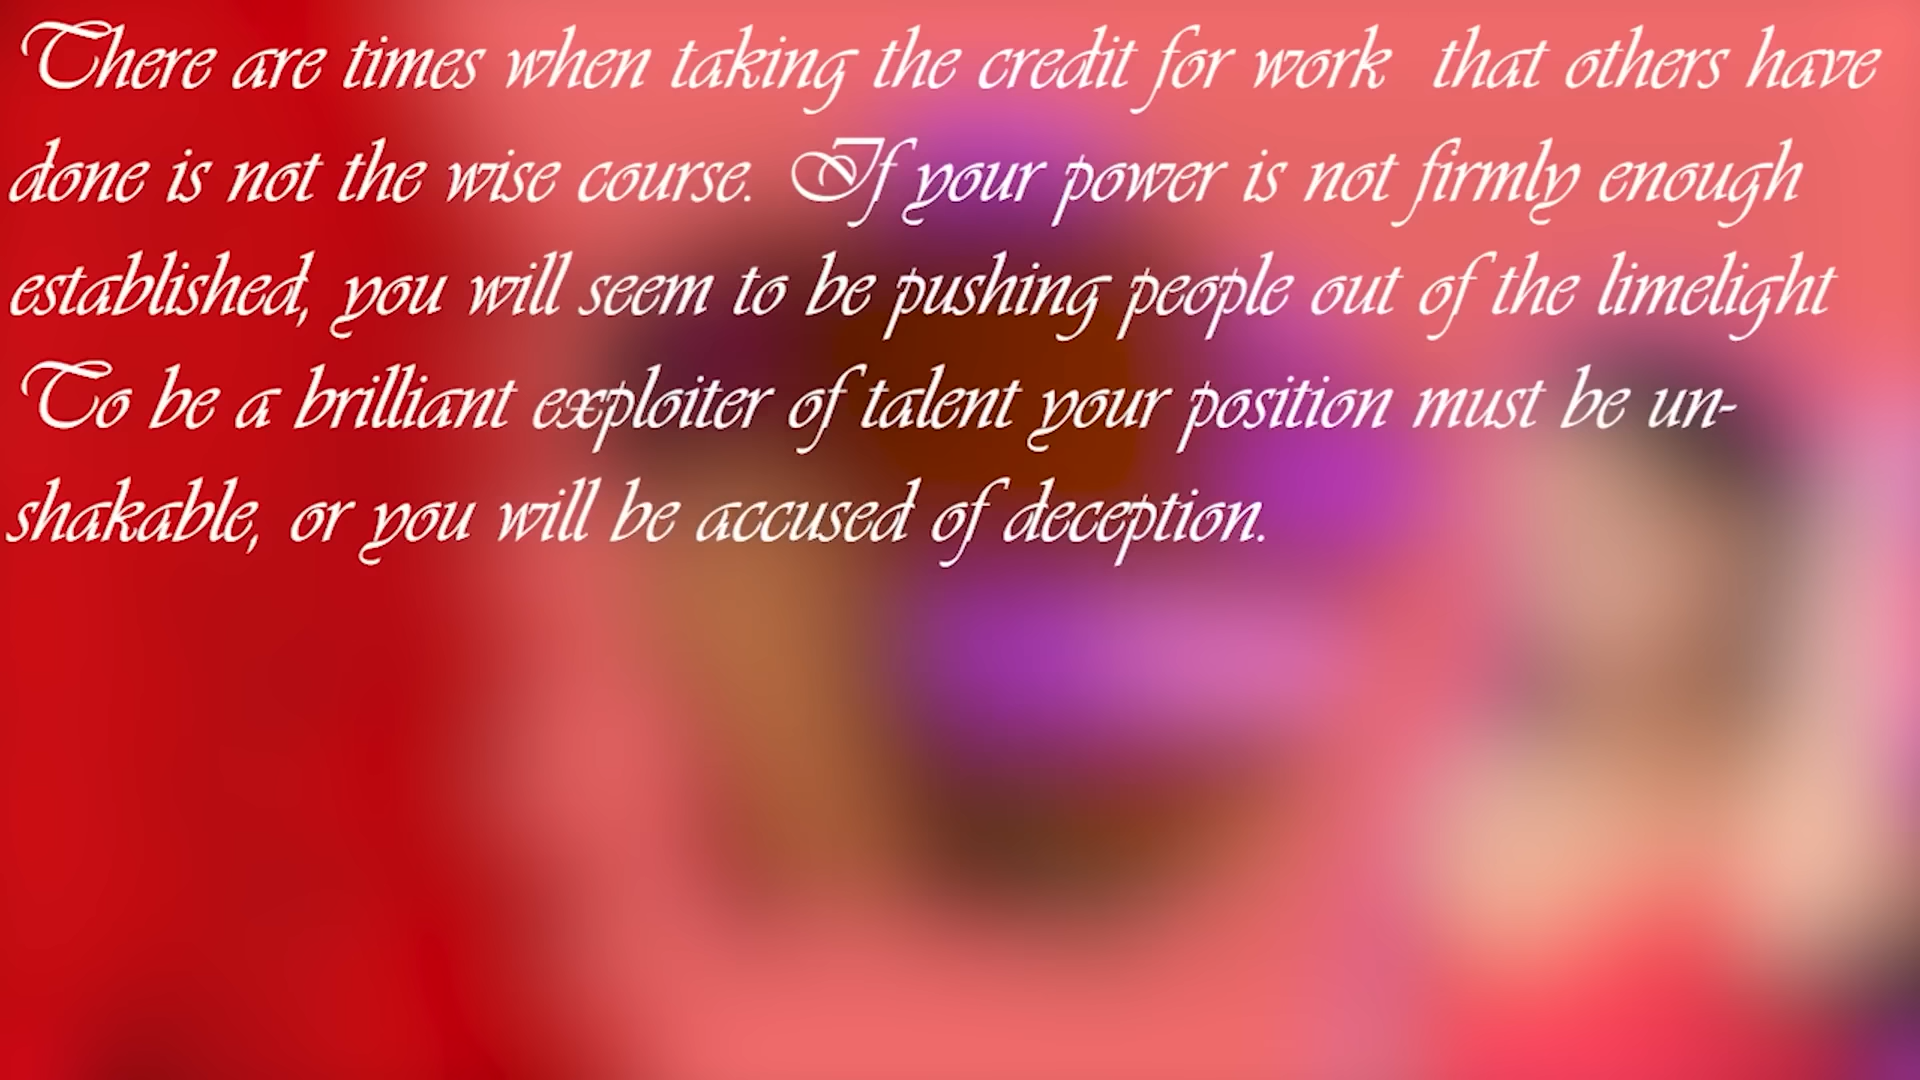 There are times when taking the credit for work that others have
done is not the wise course. If your power is not firmly enough
established, you will seem to be pushing people out of the limelight
To be a brilliant exploiter of talent your position must be un-
shakable, or you will be accused of deception.